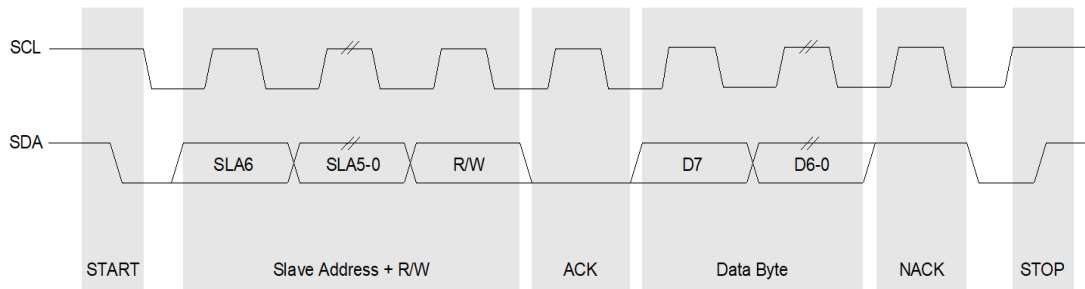 SCL
SDA
SLA6 SLA5-0 R/W D7 D6-0
START Slave Address + R/W ACK Data Byte NACK STOP